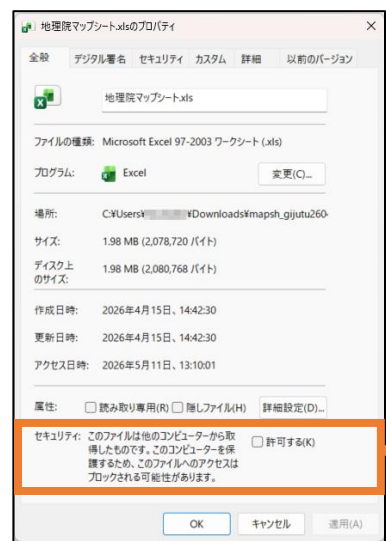 地理院マップシート.xlsのプロパティ
全般 デジタル署名 セキュリティ カスタム 詳細 以前のバージョン
地理院マップシート.xls
ファイルの種類: Microsoft Excel 97-2003 ワークシート (.xls)
プログラム: Excel 変更(C)...
場所: C:¥Users¥ ¥Downloads¥mapsh_gijutu260-
サイズ: 1.98 MB (2,078,720 バイト)
ディスク上
のサイズ: 1.98 MB (2,080,768 バイト)
作成日時: 2026年4月15日、14:42:30
更新日時: 2026年4月15日、14:42:30
アクセス日時: 2026年5月11日、13:10:01
属性: 読み取り専用(R) 隠しファイル(H) 詳細設定(D)...
セキュリティ: このファイルは他のコンピューターから取
得したものです。このコンピューターを保
護するため、このファイルへのアクセスは
ブロックされる可能性があります。
許可する(K)
OK キャンセル 適用(A)